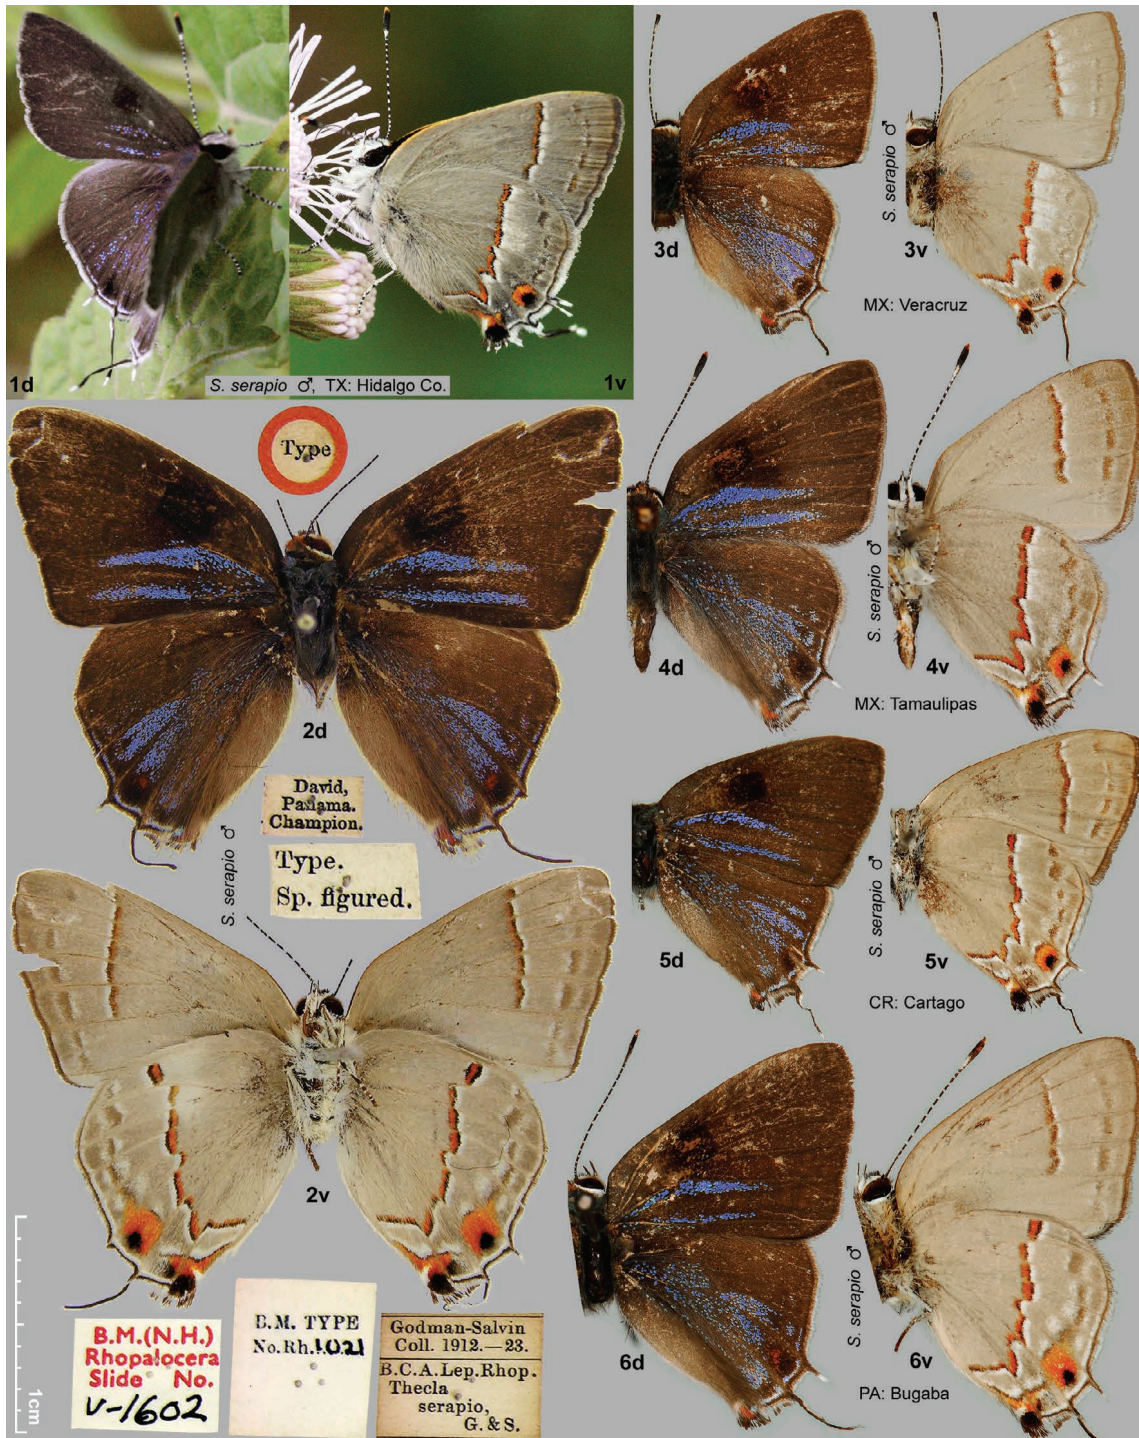 1d
S. serapio ♂, TX: Hidalgo Co.
1v
3d
S. serapio ♂
3v
MX: Veracruz
Type
2d
David,
Panama.
Champion.
Type.
Sp. figured.
S. serapio ♂
4d
S. serapio ♂
4v
MX: Tamaulipas
5d
S. serapio ♂
5v
CR: Cartago
2v
6d
S. serapio ♂
6v
PA: Bugaba
1cm
B.M.(N.H.)
Rhopalocera
Slide No.
V-1602
B.M. TYPE
No.Rh.1021
Godman-Salvin
Coll. 1912.—23.
B.C.A.Lep.Rhop.
Thecla
serapio,
G. & S.